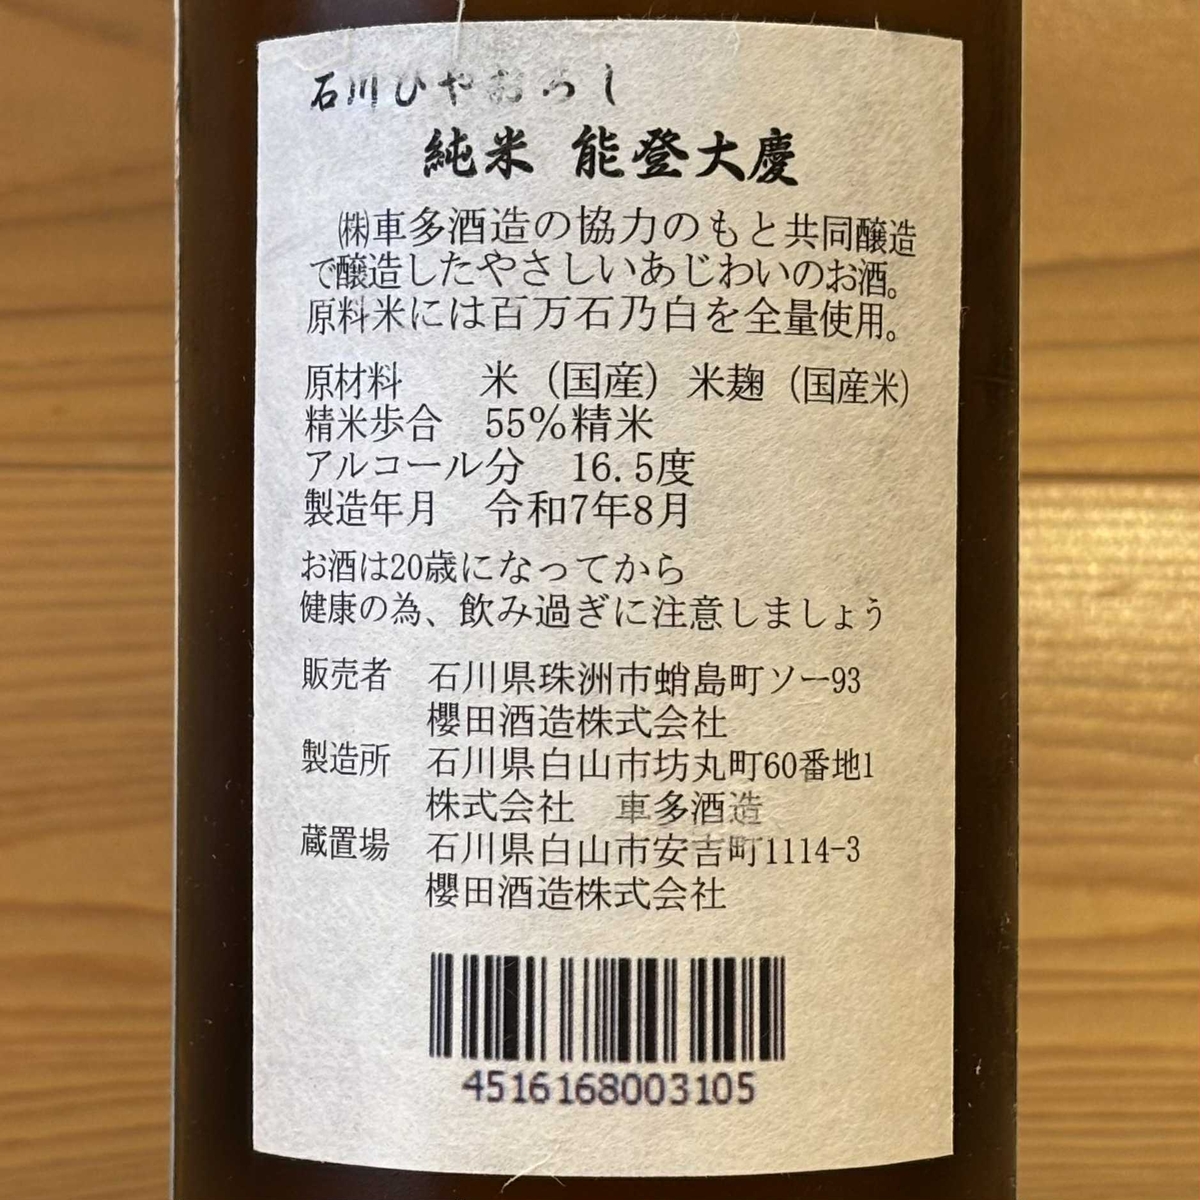 石川ひやおろし
純米 能登大慶
㈱車多酒造の協力のもと共同醸造
で醸造したやさしいあじわいのお酒。
原料米には百万石乃白を全量使用。
原材料 米（国産）米麹（国産米）
精米歩合 55%精米
アルコール分 16.5度
製造年月 令和7年8月
お酒は20歳になってから
健康の為、飲み過ぎに注意しましょう
販売者 石川県珠洲市蛸島町ソー93
櫻田酒造株式会社
製造所 石川県白山市坊丸町60番地1
株式会社 車多酒造
蔵置場 石川県白山市安吉町1114-3
櫻田酒造株式会社
4516168003105